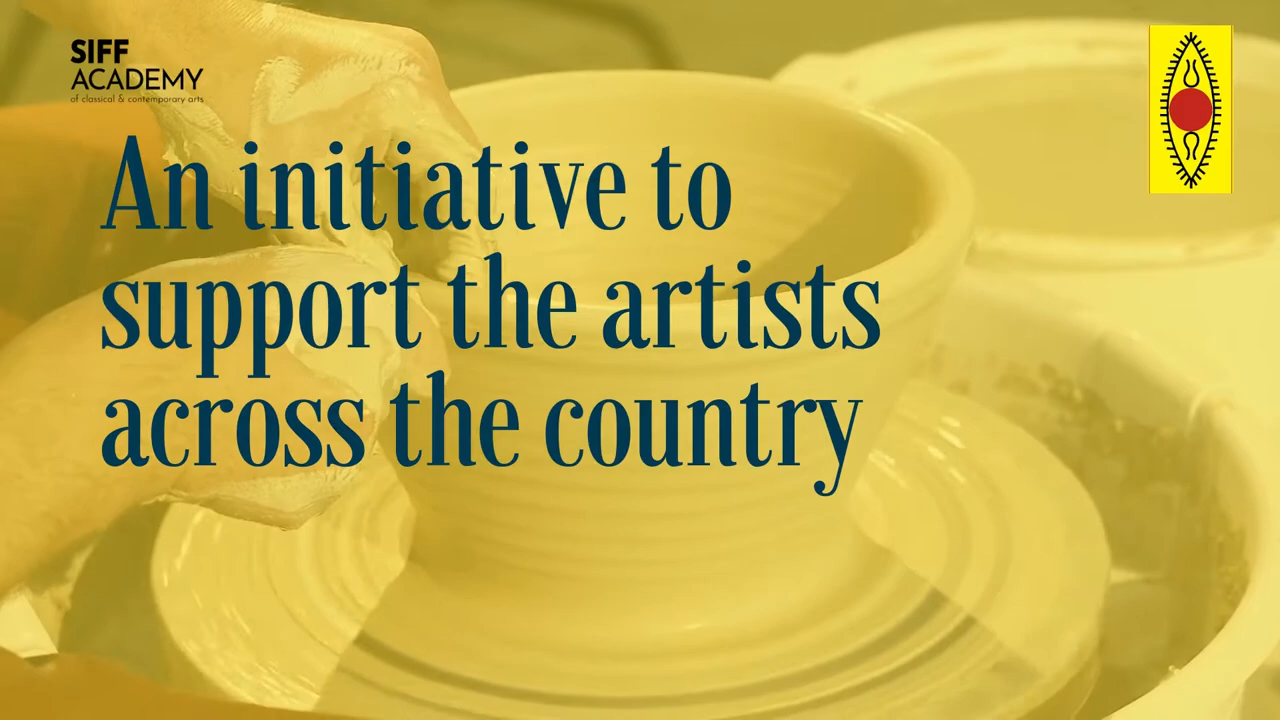 SIFF
ACADEMY
of classical & contemporary arts
An initiative to
support the artists
across the country